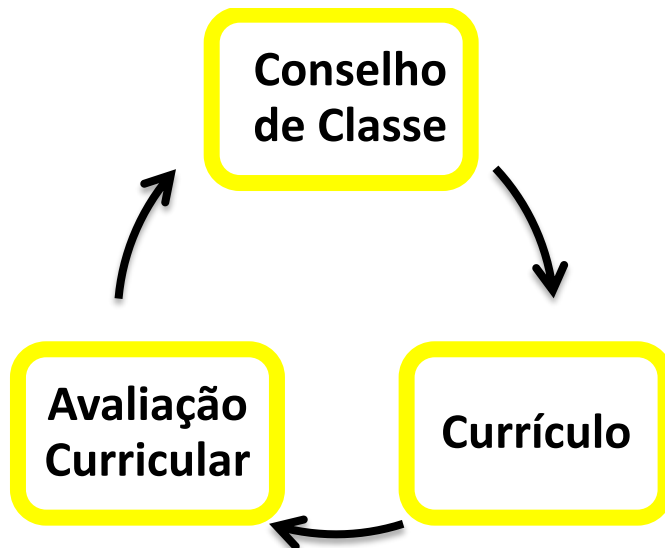 Conselho
de Classe
Avaliação
Curricular
Currículo